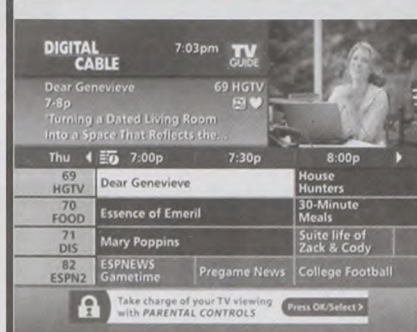 DIGITAL CABLE
7:03pm
TV GUIDE
Dear Genevieve 69 HGTV
7-8p
'Turning a Dated Living Room
Into a Space That Reflects the...
Thu 7:00p 7:30p 8:00p
69 HGTV Dear Genevieve House Hunters
70 FOOD Essence of Emeril 30-Minute Meals
71 DIS Mary Poppins Suite life of Zack & Cody
82 ESPN2 ESPNEWS Gametime Pregame News College Football
Take charge of your TV viewing
with PARENTAL CONTROLS
Press OK/Select >